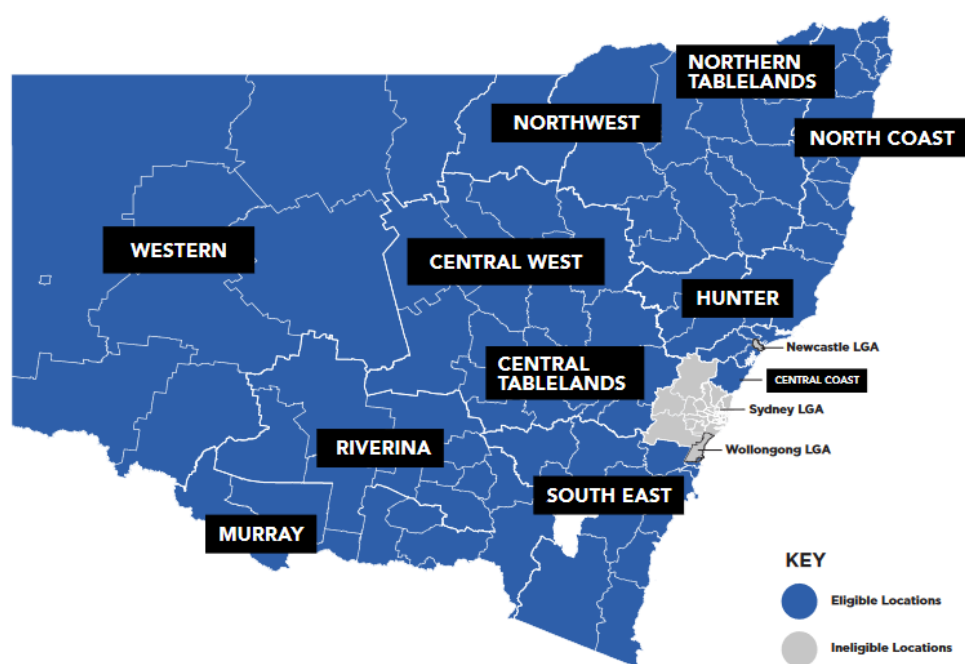 NORTHERN
TABLELANDS
NORTHWEST
NORTH COAST
WESTERN
CENTRAL WEST
HUNTER
Newcastle LGA
CENTRAL
TABLELANDS
CENTRAL COAST
Sydney LGA
RIVERINA
Wollongong LGA
SOUTH EAST
MURRAY
KEY
Eligible Locations
Ineligible Locations